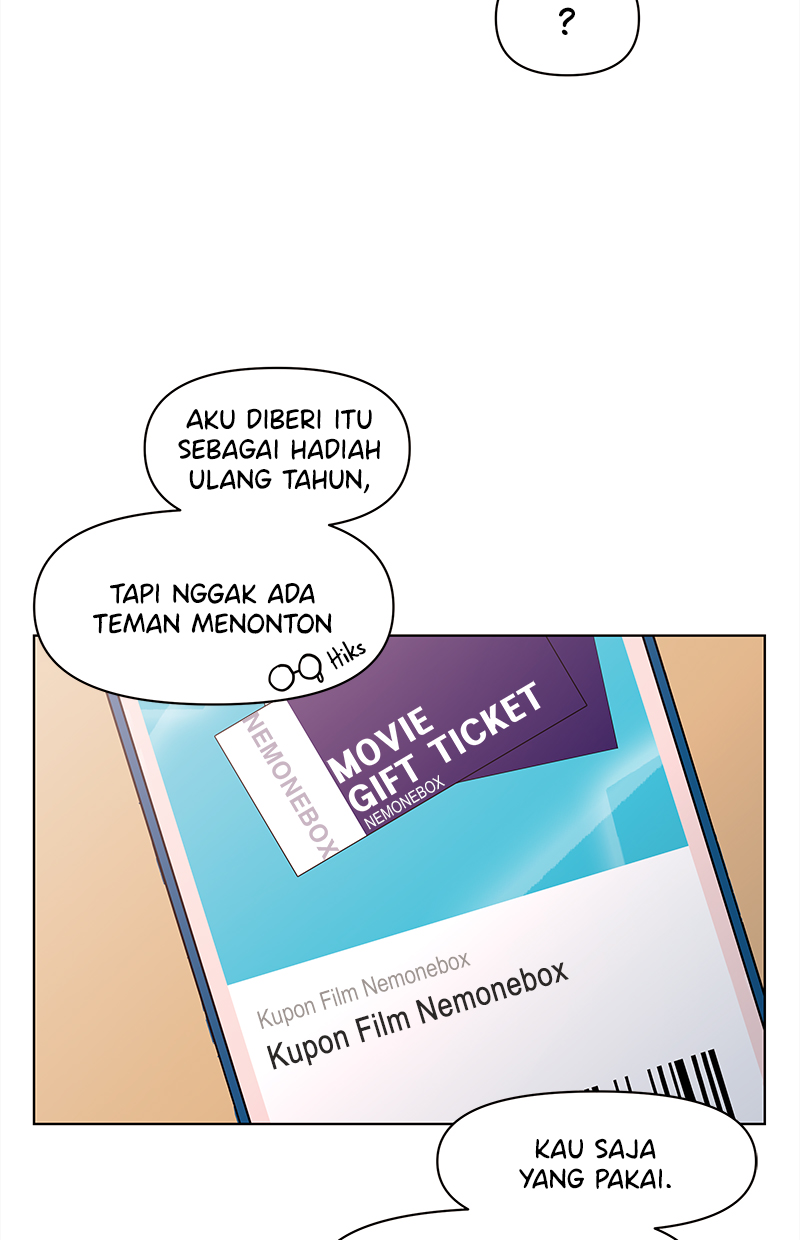 ?
AKU DIBERI ITU
SEBAGAI HADIAH
ULANG TAHUN,
TAPI NGGAK ADA
TEMAN MENONTON
Hiks
NEMONEBOX
MOVIE
GIFT TICKET
NEMONEBOX
Kupon Film Nemonebox
Kupon Film Nemonebox
KAU SAJA
YANG PAKAI.